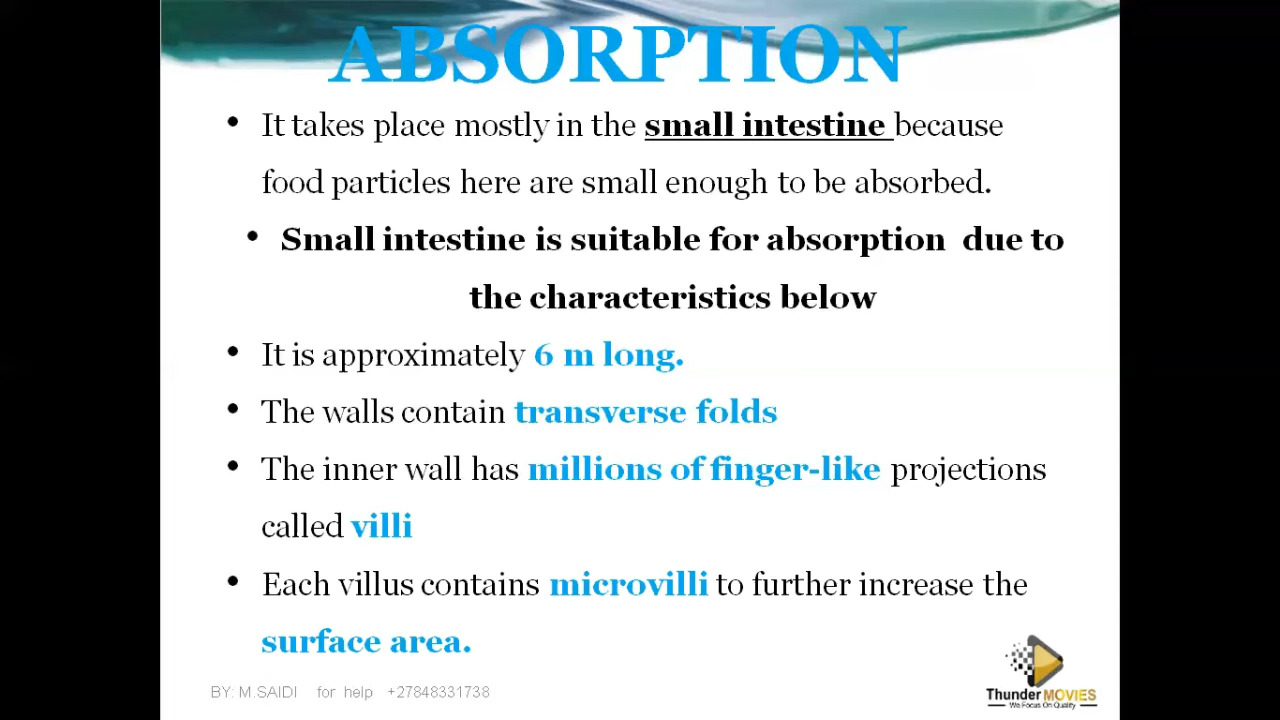 ABSORPTION
• It takes place mostly in the small intestine because
food particles here are small enough to be absorbed.
• Small intestine is suitable for absorption due to
the characteristics below
• It is approximately 6 m long.
• The walls contain transverse folds
• The inner wall has millions of finger-like projections
called villi
• Each villus contains microvilli to further increase the
surface area.
BY: M.SAIDI for help +27848331738
Thunder MOVIES
We Focus On Quality